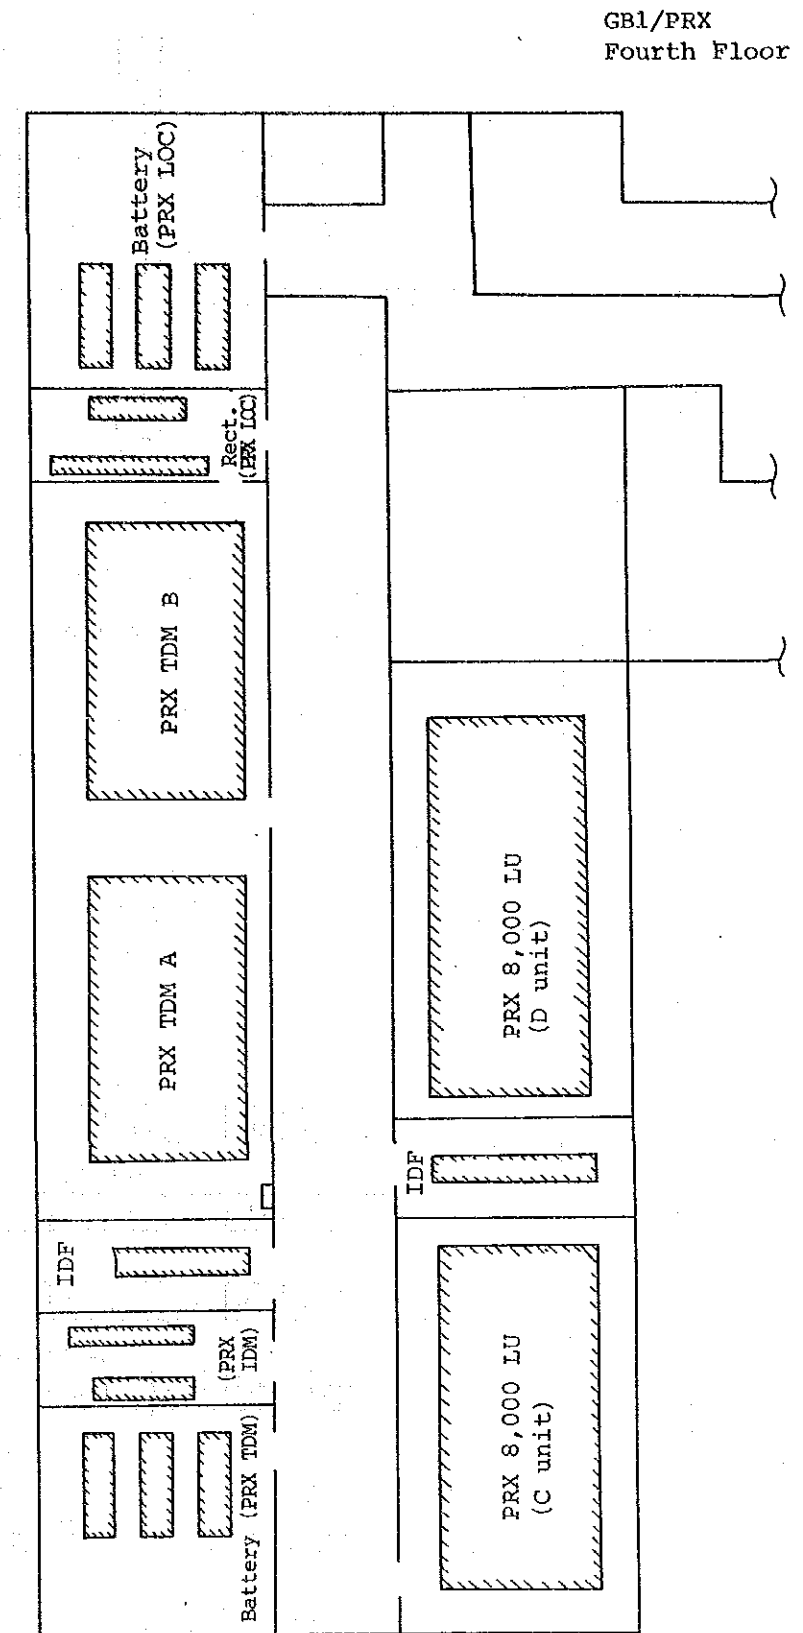 GB1/PRX
Fourth Floor
Battery
(PRX LOC)
Rect.
(PRX LOC)
PRX TDM B
PRX TDM A
PRX 8,000 LU
(D unit)
IDF
IDF
(PRX
IDM)
PRX 8,000 LU
(C unit)
Battery (PRX TDM)